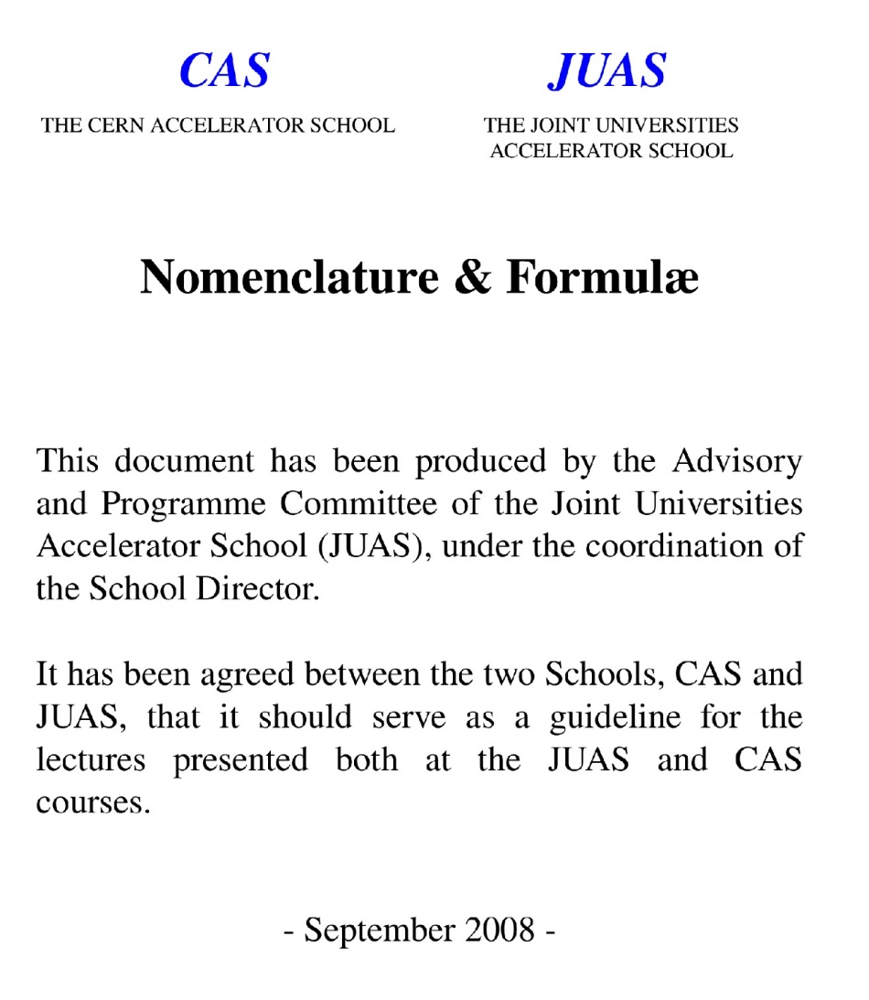 CAS
JUAS
THE CERN ACCELERATOR SCHOOL
THE JOINT UNIVERSITIES
ACCELERATOR SCHOOL
Nomenclature & Formulæ
This document has been produced by the Advisory
and Programme Committee of the Joint Universities
Accelerator School (JUAS), under the coordination of
the School Director.
It has been agreed between the two Schools, CAS and
JUAS, that it should serve as a guideline for the
lectures presented both at the JUAS and CAS
courses.
- September 2008 -